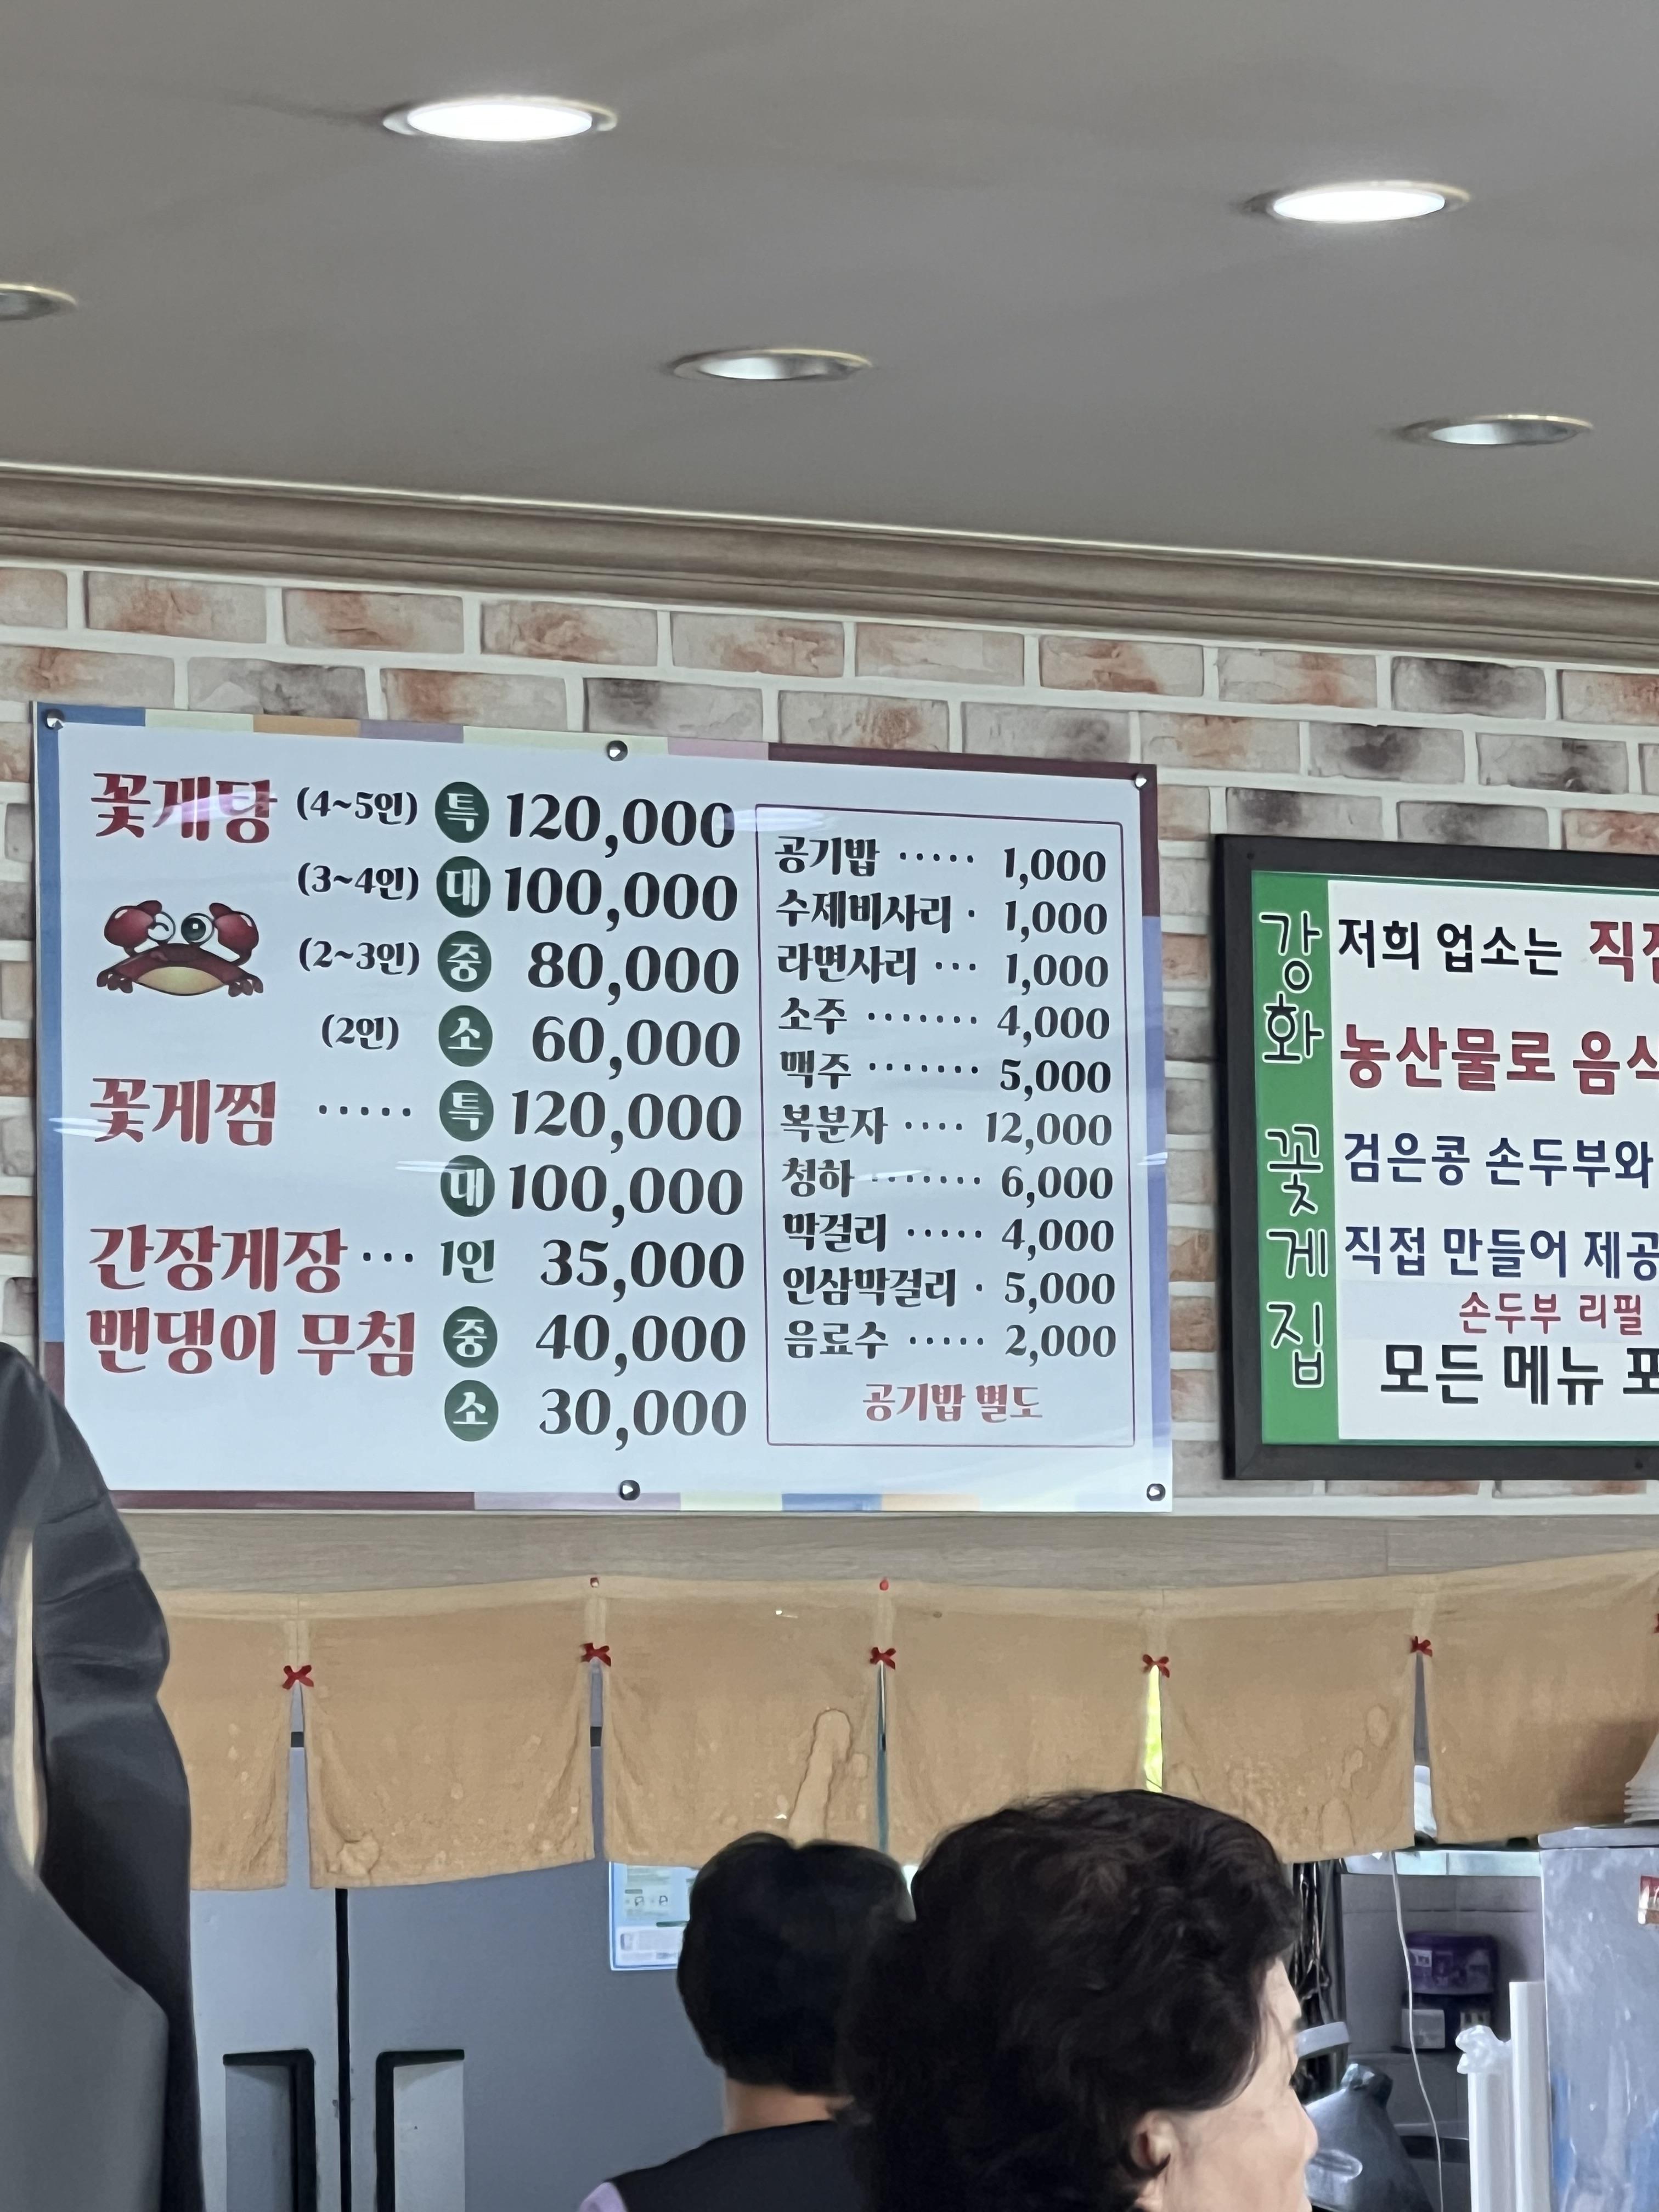 꽃게탕 (4~5인) 특 120,000
(3~4인) 대 100,000
(2~3인) 중 80,000
(2인) 소 60,000
꽃게찜 ····· 특 120,000
대 100,000
간장게장 ··· 1인 35,000
밴댕이 무침 중 40,000
소 30,000
공기밥 ····· 1,000
수제비사리 · 1,000
라면사리 ··· 1,000
소주 ······· 4,000
맥주 ······· 5,000
복분자 ···· 12,000
청하 ······· 6,000
막걸리 ····· 4,000
인삼막걸리 · 5,000
음료수 ····· 2,000
공기밥 별도
강화 꽃게집
저희 업소는
농산물로
검은콩 손두부와
직접 만들어
손두부 리필
모든 메뉴